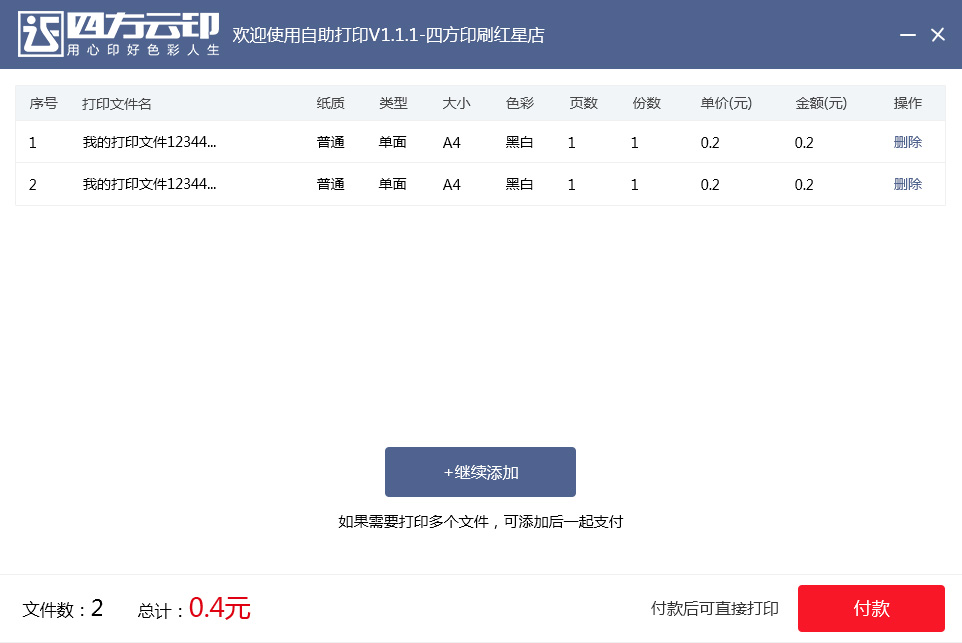 四方云印
用心印好色彩人生
欢迎使用自助打印V1.1.1-四方印刷红星店
序号 打印文件名 纸质 类型 大小 色彩 页数 份数 单价(元) 金额(元) 操作
1 我的打印文件12344... 普通 单面 A4 黑白 1 1 0.2 0.2 删除
2 我的打印文件12344... 普通 单面 A4 黑白 1 1 0.2 0.2 删除
+继续添加
如果需要打印多个文件，可添加后一起支付
文件数：2 总计：0.4元 付款后可直接打印 付款